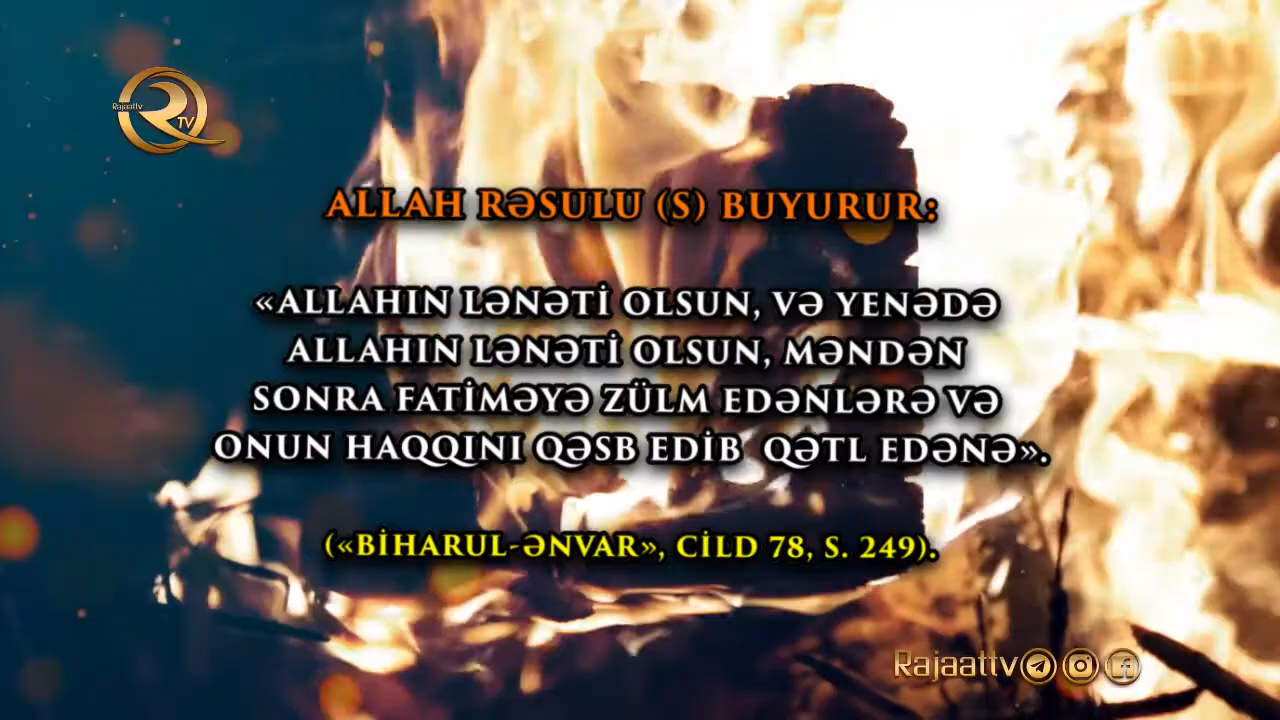 Rajaattv
TV
ALLAH RƏSULU (S) BUYURUR:
«ALLAHIN LƏNƏTİ OLSUN, VƏ YENƏDƏ
ALLAHIN LƏNƏTİ OLSUN, MƏNDƏN
SONRA FATİMƏYƏ ZÜLM EDƏNLƏRƏ VƏ
ONUN HAQQINI QƏSB EDİB QƏTL EDƏNƏ».
(«BİHARUL-ƏNVAR», CİLD 78, S. 249).
Rajaattv